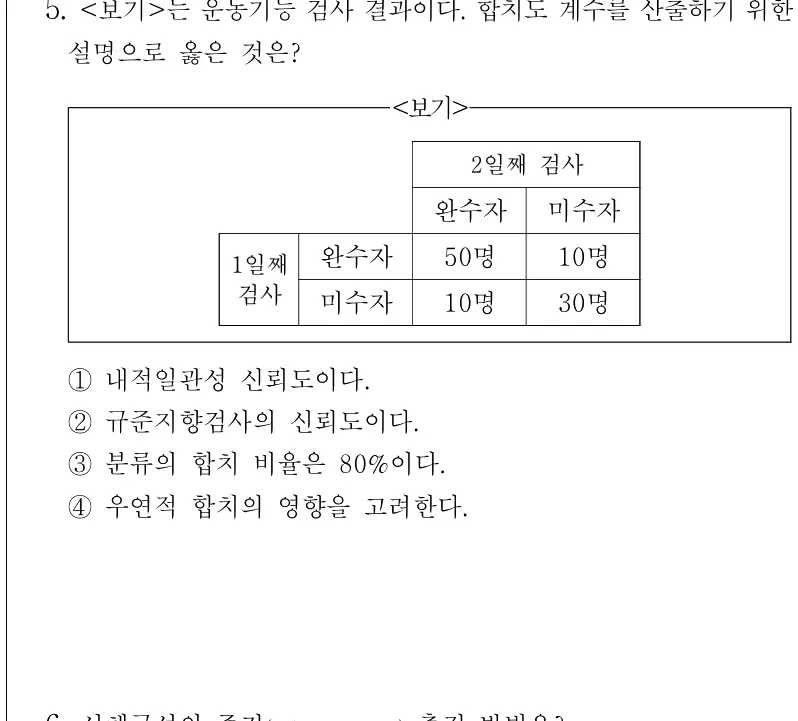 5. <보기>는 운동기능 검사 결과이다. 합치도 계수를 산출하기 위한
설명으로 옳은 것은?
<보기>
2일째 검사
완수자 미수자
1일째 검사 완수자 50명 10명
미수자 10명 30명
① 내적일관성 신뢰도이다.
② 규준지향검사의 신뢰도이다.
③ 분류의 합치 비율은 80%이다.
④ 우연적 합치의 영향을 고려한다.